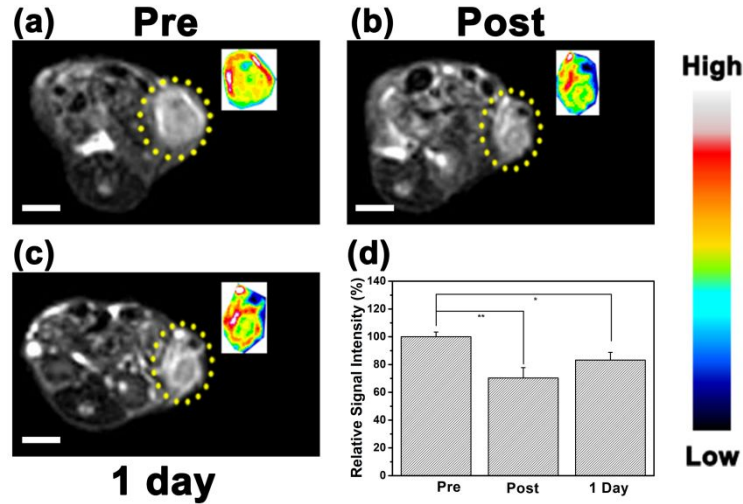 (a) Pre
(b) Post
High
(c)
1 day
(d)
Relative Signal Intensity (%)
140
120
100
80
60
40
20
0
*
**
Pre
Post
1 Day
Low